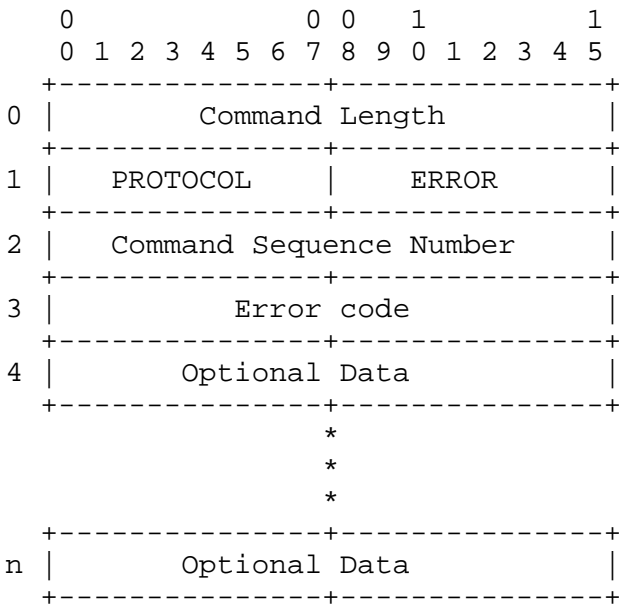 0 0 0 1 1
0 1 2 3 4 5 6 7 8 9 0 1 2 3 4 5
+---------------+---------------+
0 | Command Length |
+---------------+---------------+
1 | PROTOCOL | ERROR |
+---------------+---------------+
2 | Command Sequence Number |
+---------------+---------------+
3 | Error code |
+---------------+---------------+
4 | Optional Data |
+---------------+---------------+
*
*
*
+---------------+---------------+
n | Optional Data |
+---------------+---------------+